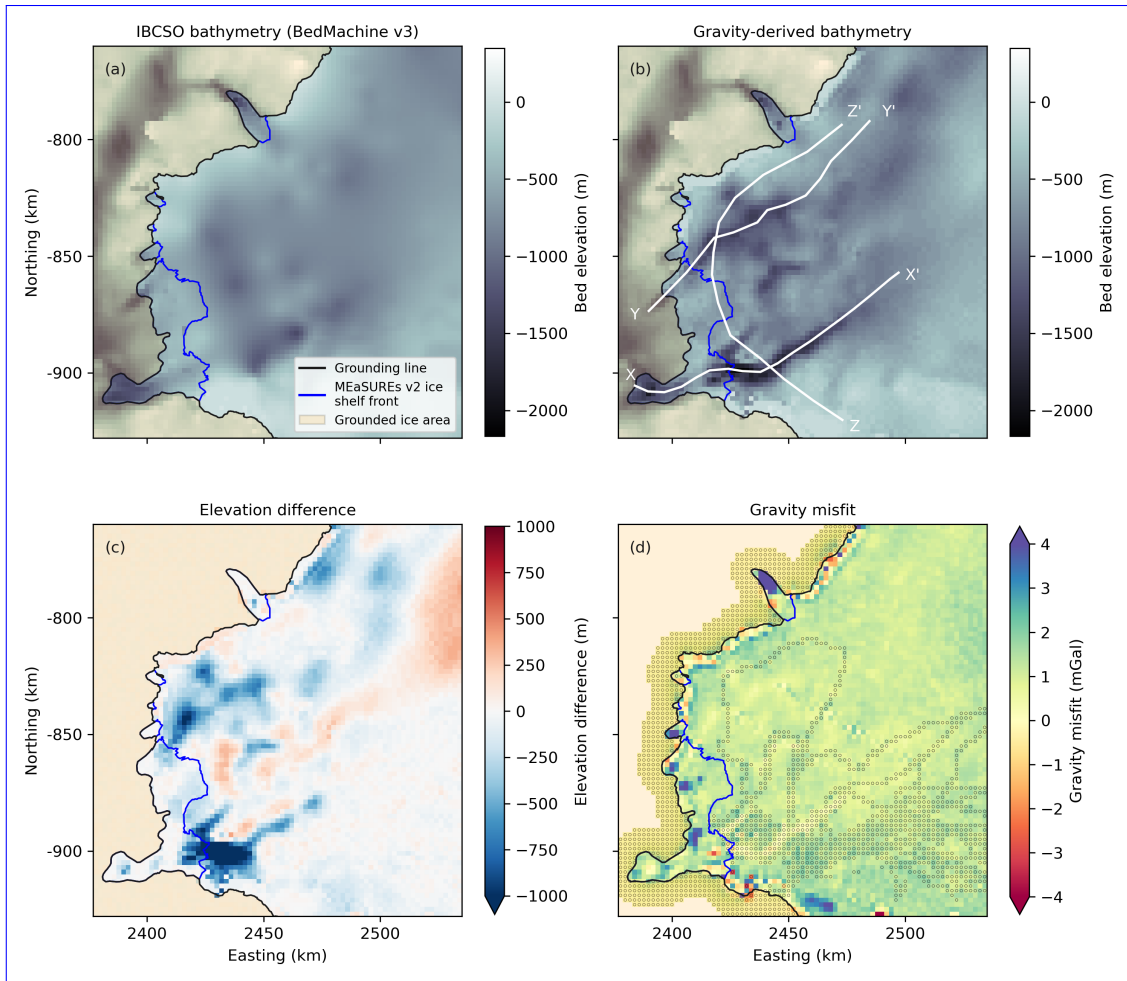 IBCSO bathymetry (BedMachine v3)
(a)
-800
-850
-900
Northing (km)
Grounding line
MEaSUREs v2 ice
shelf front
Grounded ice area
0
−500
−1000
−1500
−2000
Bed elevation (m)
Gravity-derived bathymetry
(b)
Z'
Y'
X'
Y
X
Z
0
−500
−1000
−1500
−2000
Bed elevation (m)
Elevation difference
(c)
-800
-850
-900
Northing (km)
2400
2450
2500
Easting (km)
1000
750
500
250
0
−250
−500
−750
−1000
Elevation difference (m)
Gravity misfit
(d)
2400
2450
2500
Easting (km)
4
3
2
1
0
−1
−2
−3
−4
Gravity misfit (mGal)